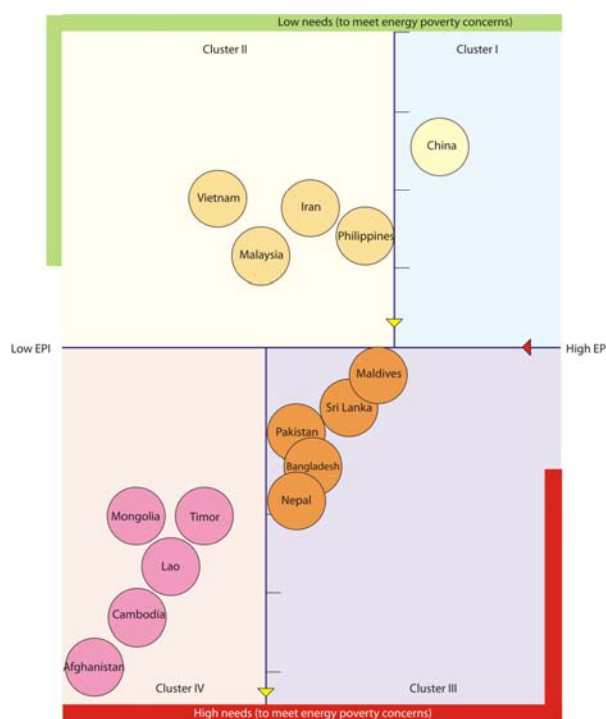 Low needs (to meet energy poverty concerns)
Cluster II
Cluster I
China
Vietnam
Iran
Philippines
Malaysia
Low EPI
High EP
Maldives
Sri Lanka
Pakistan
Bangladesh
Nepal
Mongolia
Timor
Lao
Cambodia
Afghanistan
Cluster IV
Cluster III
High needs (to meet energy poverty concerns)